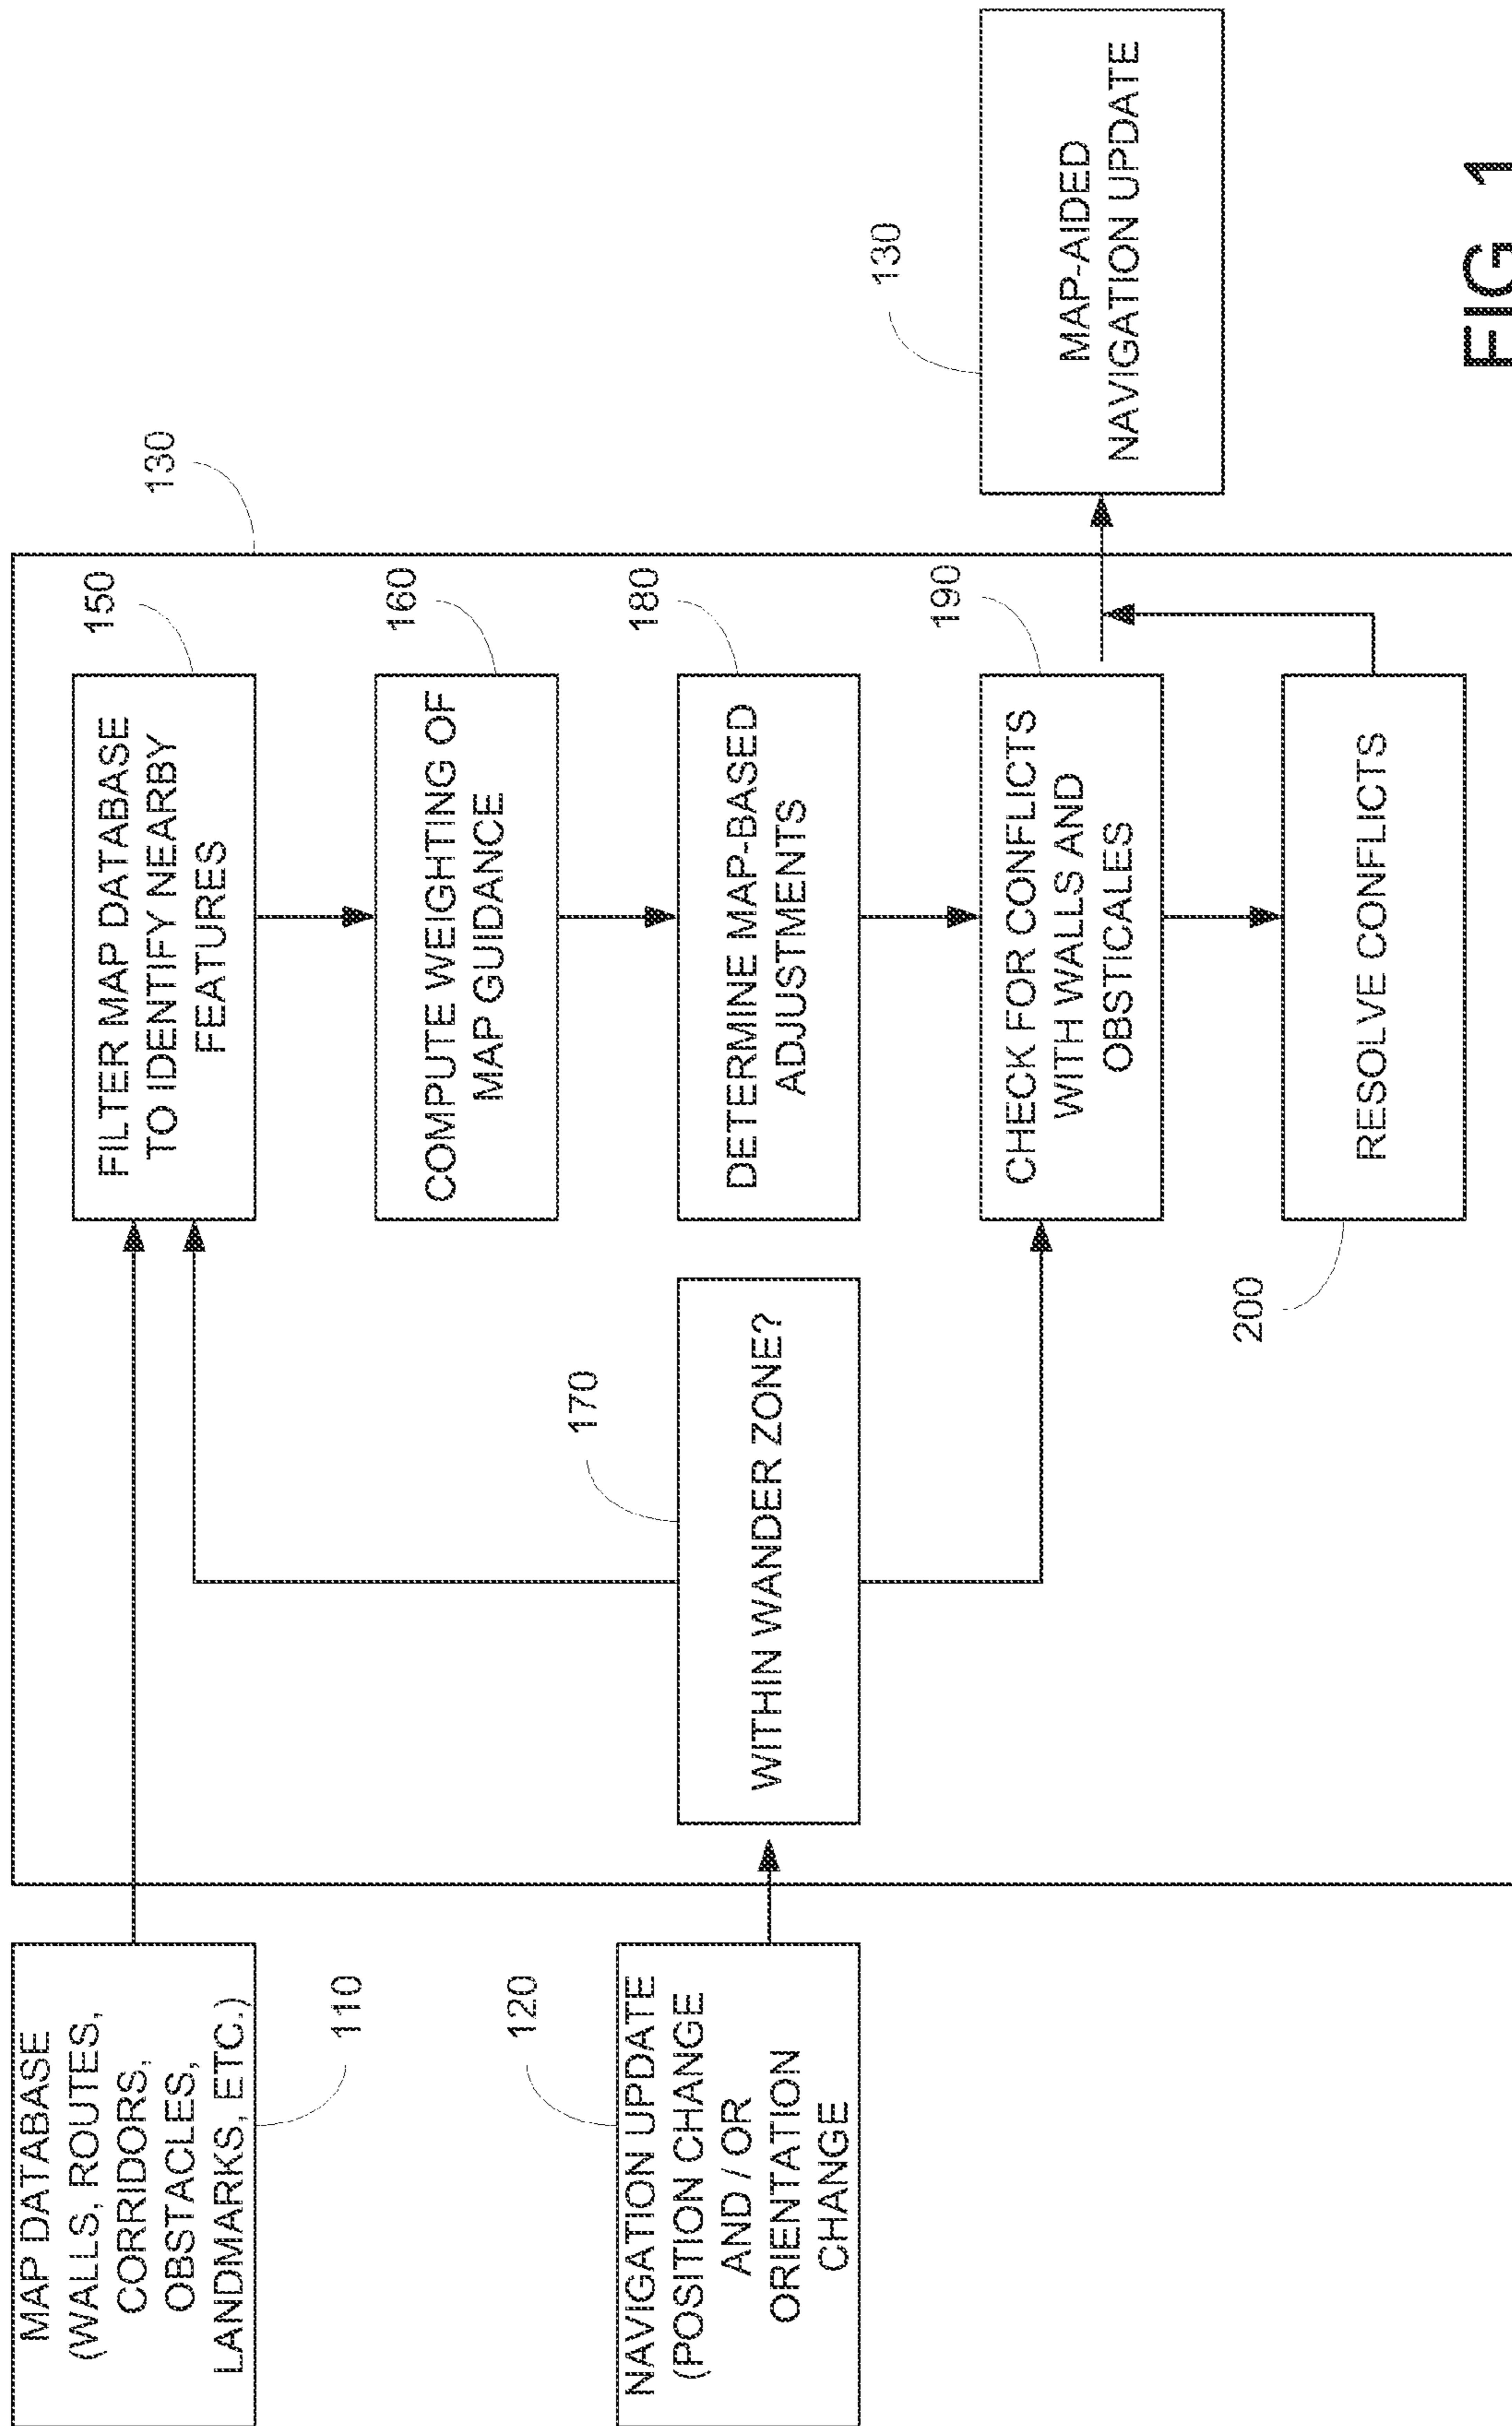 MAP DATABASE
(WALLS, ROUTES,
CORRIDORS,
OBSTACLES,
LANDMARKS, ETC.)
110
NAVIGATION UPDATE
(POSITION CHANGE
AND / OR
ORIENTATION
CHANGE
120
130
FILTER MAP DATABASE
TO IDENTIFY NEARBY
FEATURES
150
COMPUTE WEIGHTING OF
MAP GUIDANCE
160
WITHIN WANDER ZONE?
170
DETERMINE MAP-BASED
ADJUSTMENTS
180
CHECK FOR CONFLICTS
WITH WALLS AND
OBSTICALES
190
RESOLVE CONFLICTS
200
MAP-AIDED
NAVIGATION UPDATE
130
FIG. 1